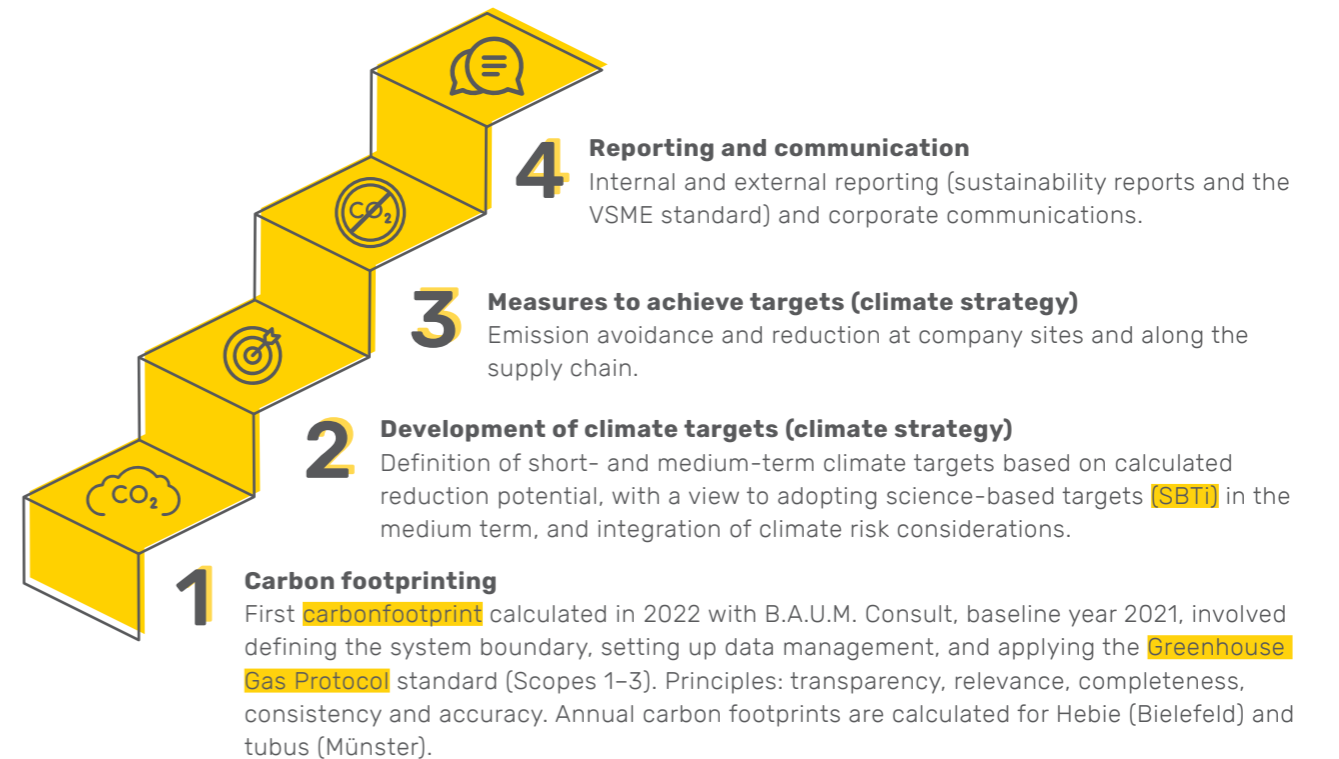 4
Reporting and communication
Internal and external reporting (sustainability reports and the
VSME standard) and corporate communications.
CO2
3
Measures to achieve targets (climate strategy)
Emission avoidance and reduction at company sites and along the
supply chain.
2
Development of climate targets (climate strategy)
Definition of short- and medium-term climate targets based on calculated
reduction potential, with a view to adopting science-based targets (SBTi) in the
medium term, and integration of climate risk considerations.
CO2
1
Carbon footprinting
First carbonfootprint calculated in 2022 with B.A.U.M. Consult, baseline year 2021, involved
defining the system boundary, setting up data management, and applying the Greenhouse
Gas Protocol standard (Scopes 1–3). Principles: transparency, relevance, completeness,
consistency and accuracy. Annual carbon footprints are calculated for Hebie (Bielefeld) and
tubus (Münster).